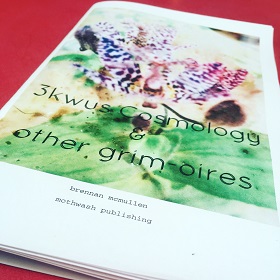 3kwus Cosmology
&
other grim-oires
brennan mcmullen
mothwash publishing